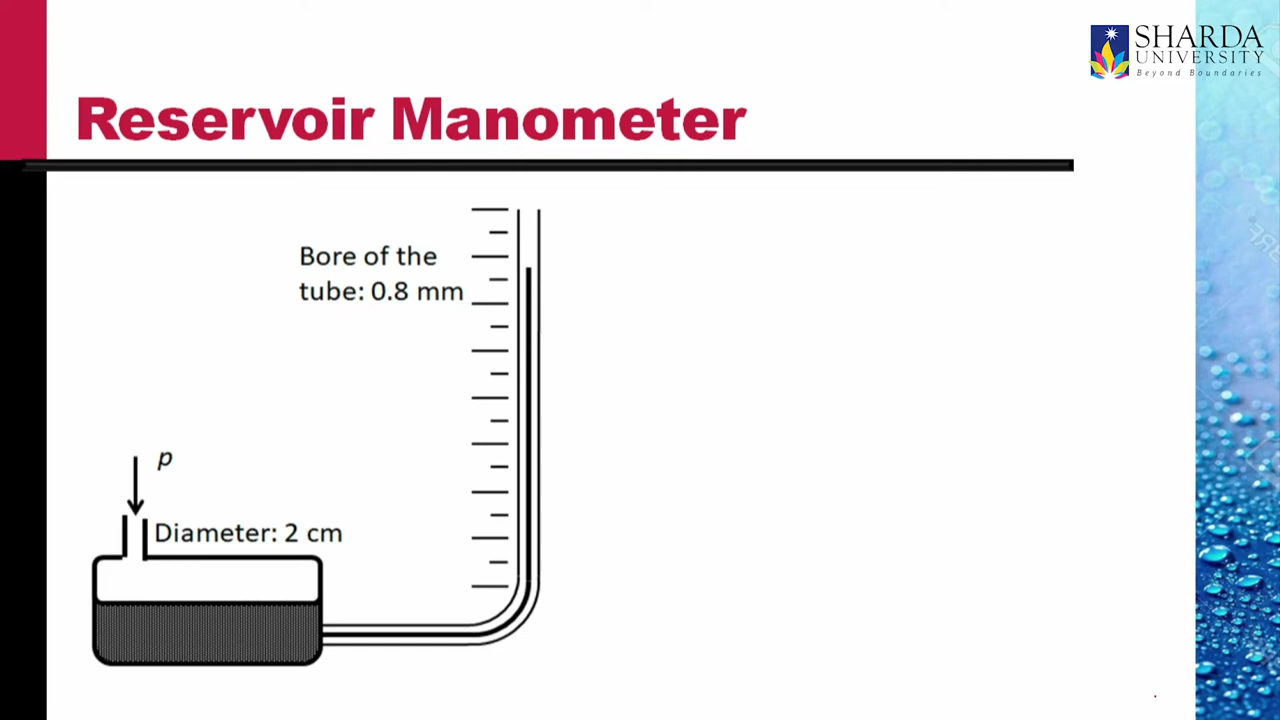 SHARDA
UNIVERSITY
Beyond Boundaries
Reservoir Manometer
Bore of the
tube: 0.8 mm
p
Diameter: 2 cm